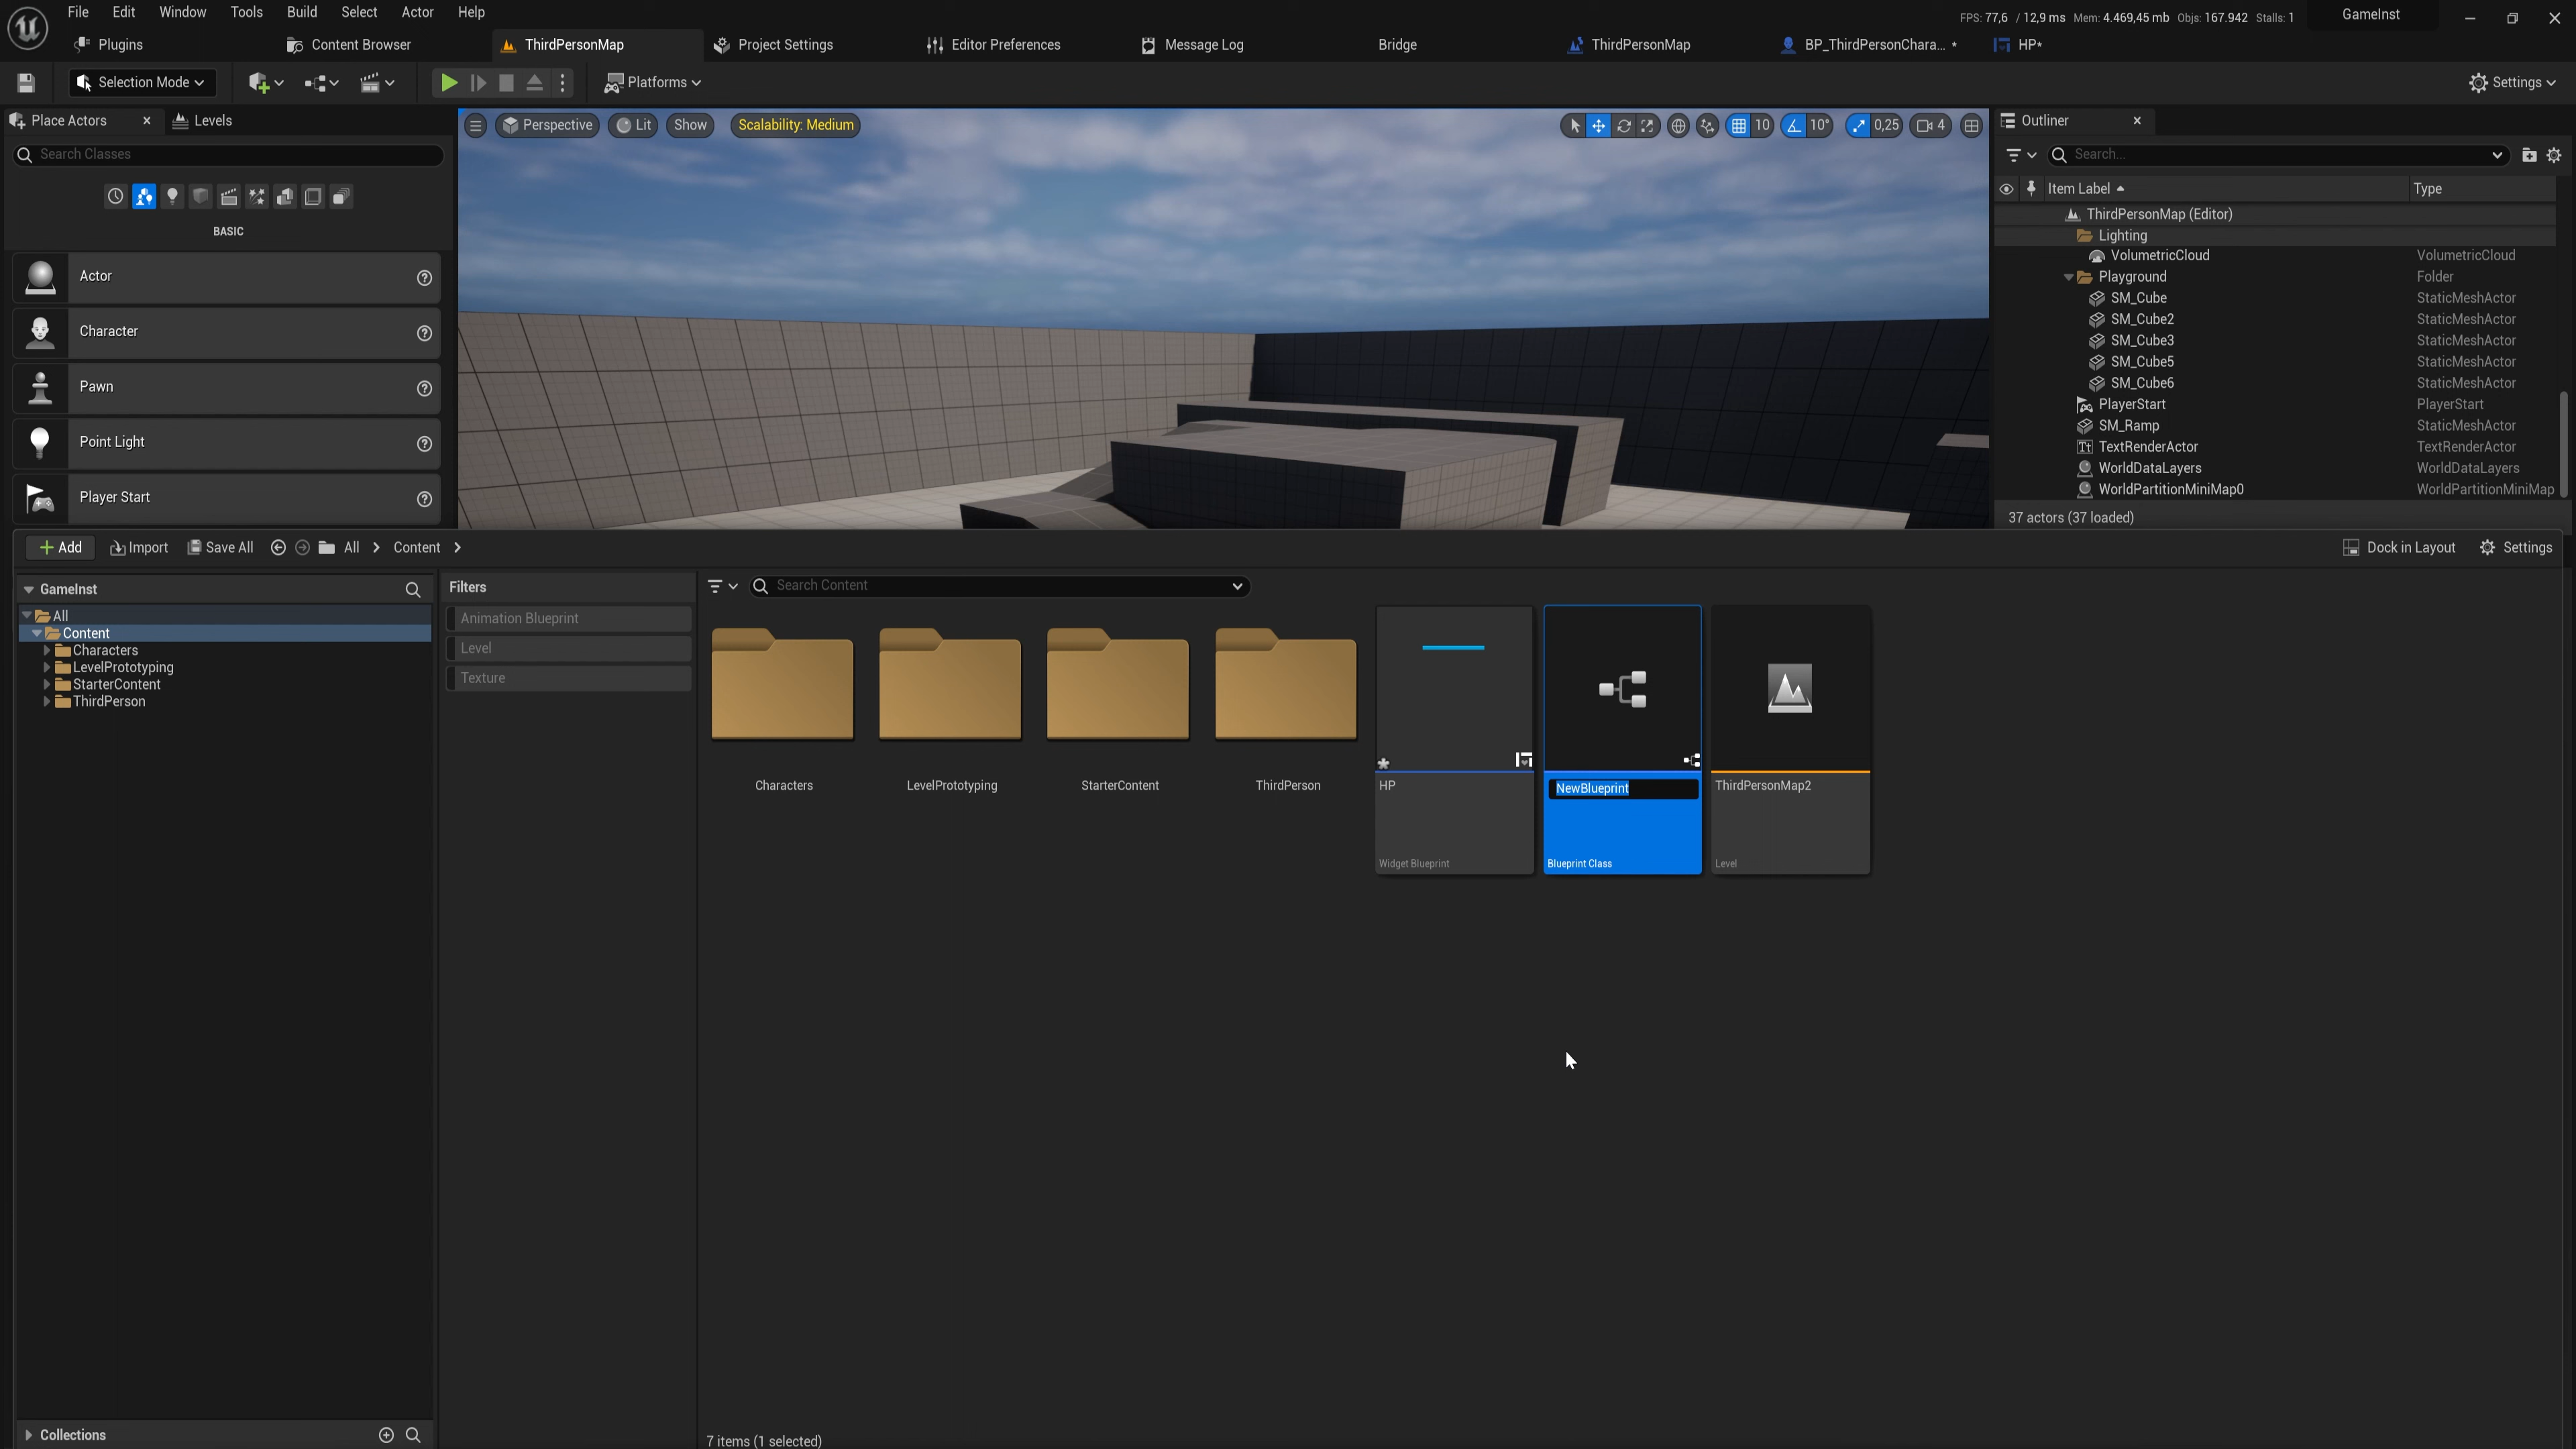 File Edit Window Tools Build Select Actor Help
FPS: 77,6 / 12,9 ms Mem: 4.469,45 mb Objs: 167.942 Stalls: 1 GameInst
Plugins Content Browser ThirdPersonMap Project Settings Editor Preferences Message Log Bridge ThirdPersonMap BP_ThirdPersonChara... * HP*
Selection Mode Platforms Settings
Place Actors Levels
Search Classes
BASIC
Actor
Character
Pawn
Point Light
Player Start
Perspective Lit Show Scalability: Medium 10 10° 0,25 4
Outliner
Search...
Item Label Type
ThirdPersonMap (Editor)
Lighting
VolumetricCloud VolumetricCloud
Playground Folder
SM_Cube StaticMeshActor
SM_Cube2 StaticMeshActor
SM_Cube3 StaticMeshActor
SM_Cube5 StaticMeshActor
SM_Cube6 StaticMeshActor
PlayerStart PlayerStart
SM_Ramp StaticMeshActor
TextRenderActor TextRenderActor
WorldDataLayers WorldDataLayers
WorldPartitionMiniMap0 WorldPartitionMiniMap
37 actors (37 loaded)
Add Import Save All All Content Dock in Layout Settings
GameInst
All
Content
Characters
LevelPrototyping
StarterContent
ThirdPerson
Collections
Filters
Animation Blueprint
Level
Texture
Search Content
Characters LevelPrototyping StarterContent ThirdPerson
HP
Widget Blueprint
NewBlueprint
Blueprint Class
ThirdPersonMap2
Level
7 items (1 selected)